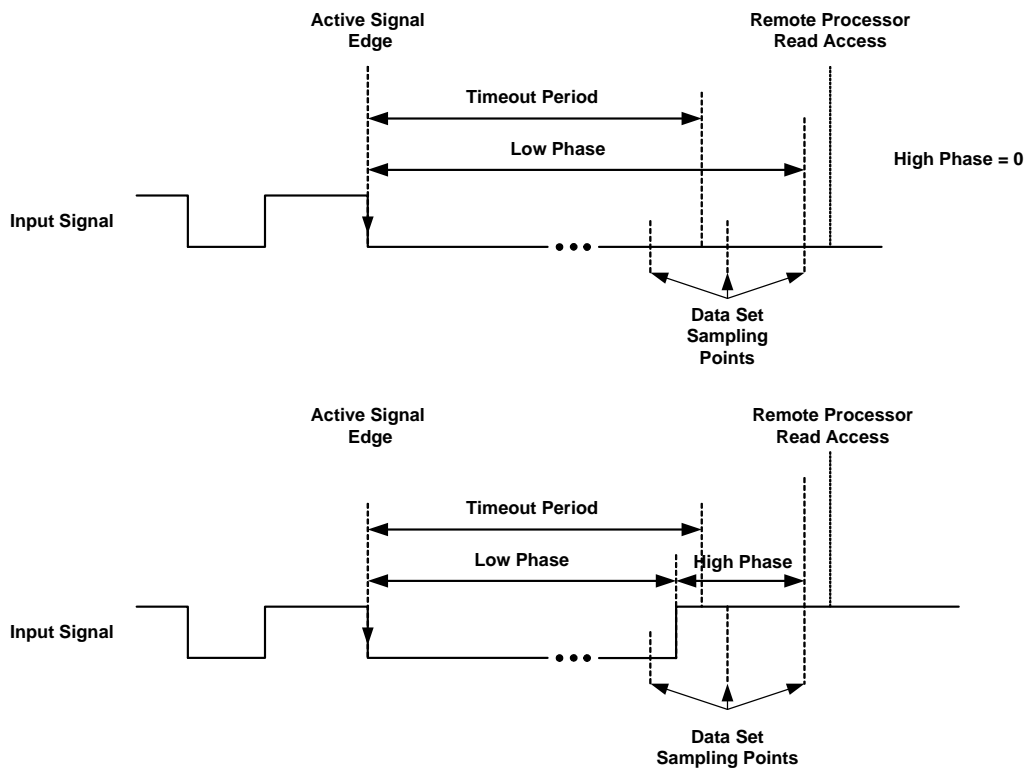 Active Signal
Edge
Remote Processor
Read Access
Timeout Period
Low Phase
High Phase = 0
Input Signal
Data Set
Sampling
Points
Active Signal
Edge
Remote Processor
Read Access
Timeout Period
Low Phase
High Phase
Input Signal
Data Set
Sampling Points